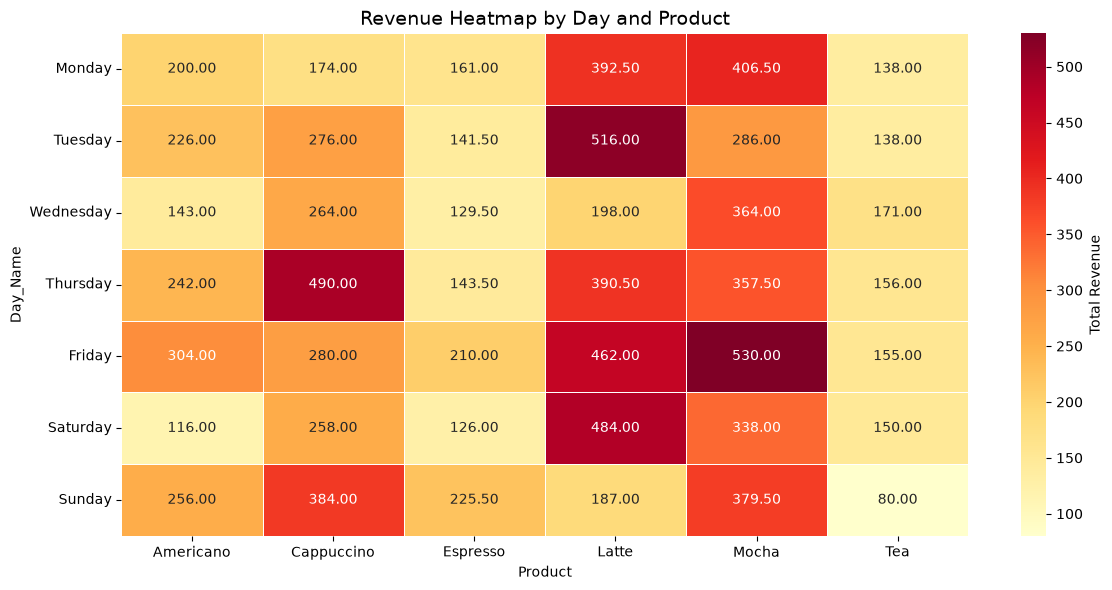 Revenue Heatmap by Day and Product
Day_Name
Monday 200.00 174.00 161.00 392.50 406.50 138.00
Tuesday 226.00 276.00 141.50 516.00 286.00 138.00
Wednesday 143.00 264.00 129.50 198.00 364.00 171.00
Thursday 242.00 490.00 143.50 390.50 357.50 156.00
Friday 304.00 280.00 210.00 462.00 530.00 155.00
Saturday 116.00 258.00 126.00 484.00 338.00 150.00
Sunday 256.00 384.00 225.50 187.00 379.50 80.00
Americano Cappuccino Espresso Latte Mocha Tea
Product
500
450
400
350
300
250
200
150
100
Total Revenue